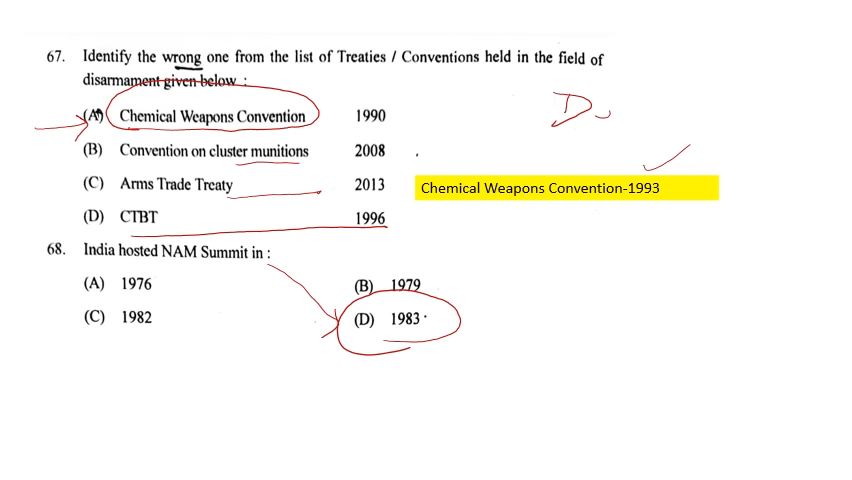 67. Identify the wrong one from the list of Treaties / Conventions held in the field of
disarmament given below :
(A) Chemical Weapons Convention 1990
(B) Convention on cluster munitions 2008
(C) Arms Trade Treaty 2013
Chemical Weapons Convention-1993
(D) CTBT 1996
68. India hosted NAM Summit in :
(A) 1976 (B) 1979
(C) 1982 (D) 1983